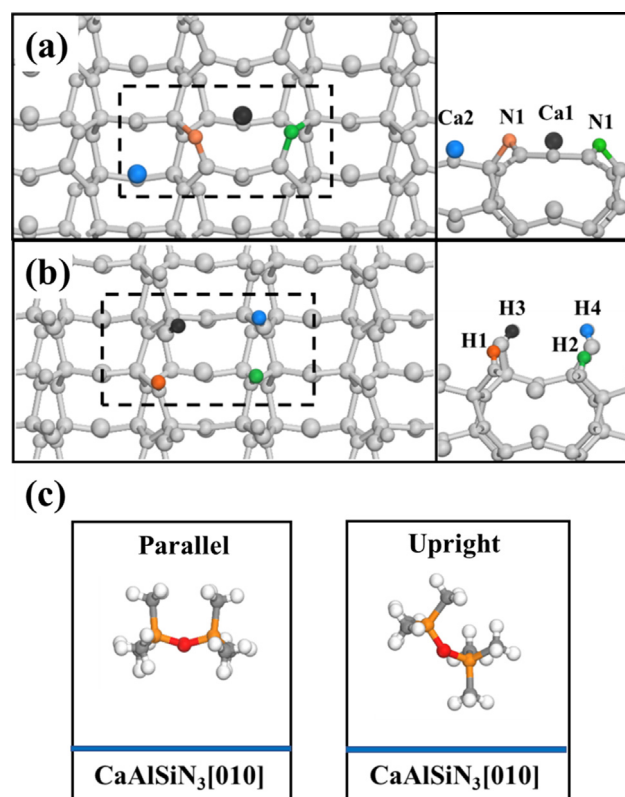 (a)
Ca2 N1 Ca1 N1
(b)
H3 H4
H1 H2
(c)
Parallel
CaAlSiN₃[010]
Upright
CaAlSiN₃[010]